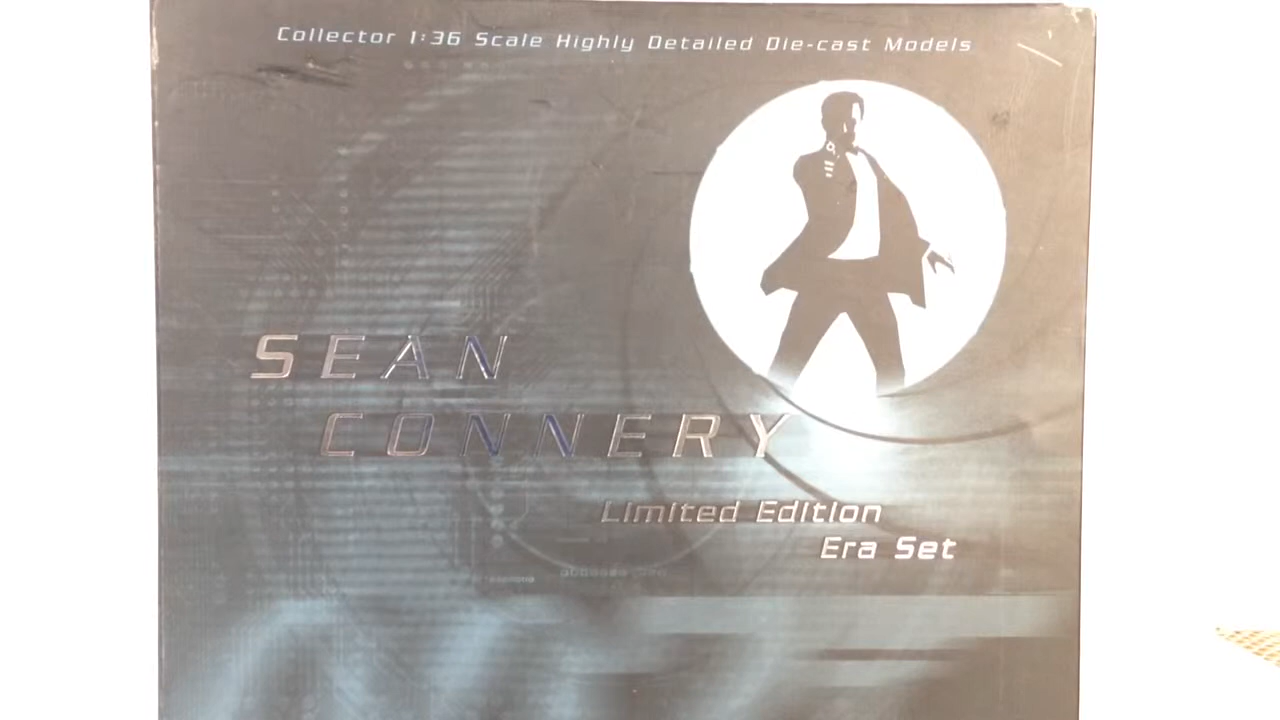 Collector 1:36 Scale Highly Detailed Die-cast Models
SEAN
CONNERY
Limited Edition
Era Set